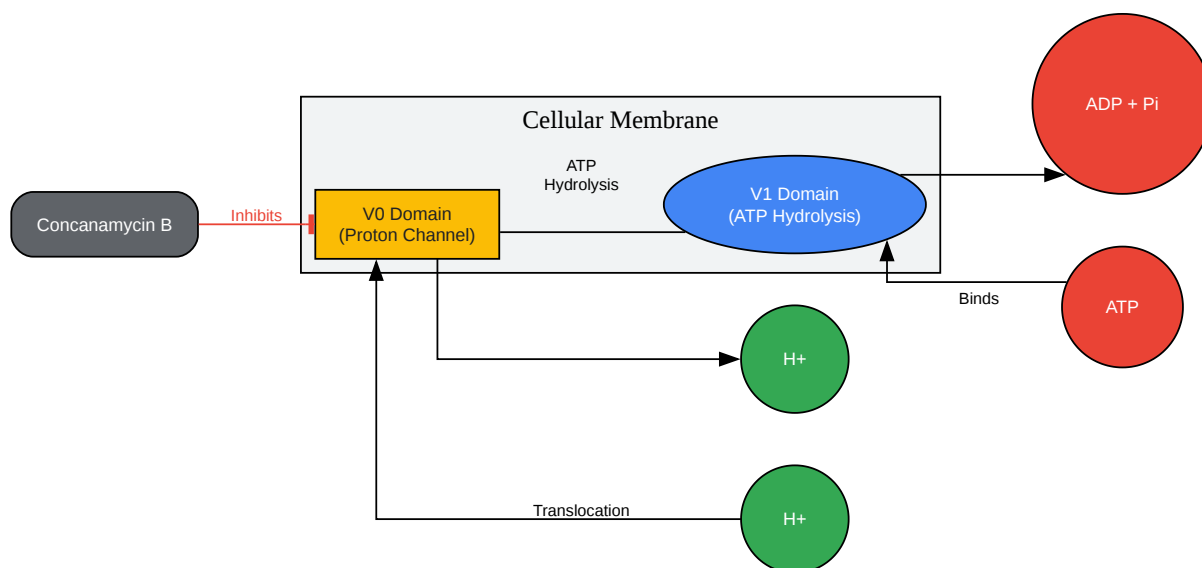 Cellular Membrane
ADP + Pi
ATP
Hydrolysis
V1 Domain
(ATP Hydrolysis)
Concanamycin B
Inhibits
V0 Domain
(Proton Channel)
Binds
ATP
H+
Translocation
H+